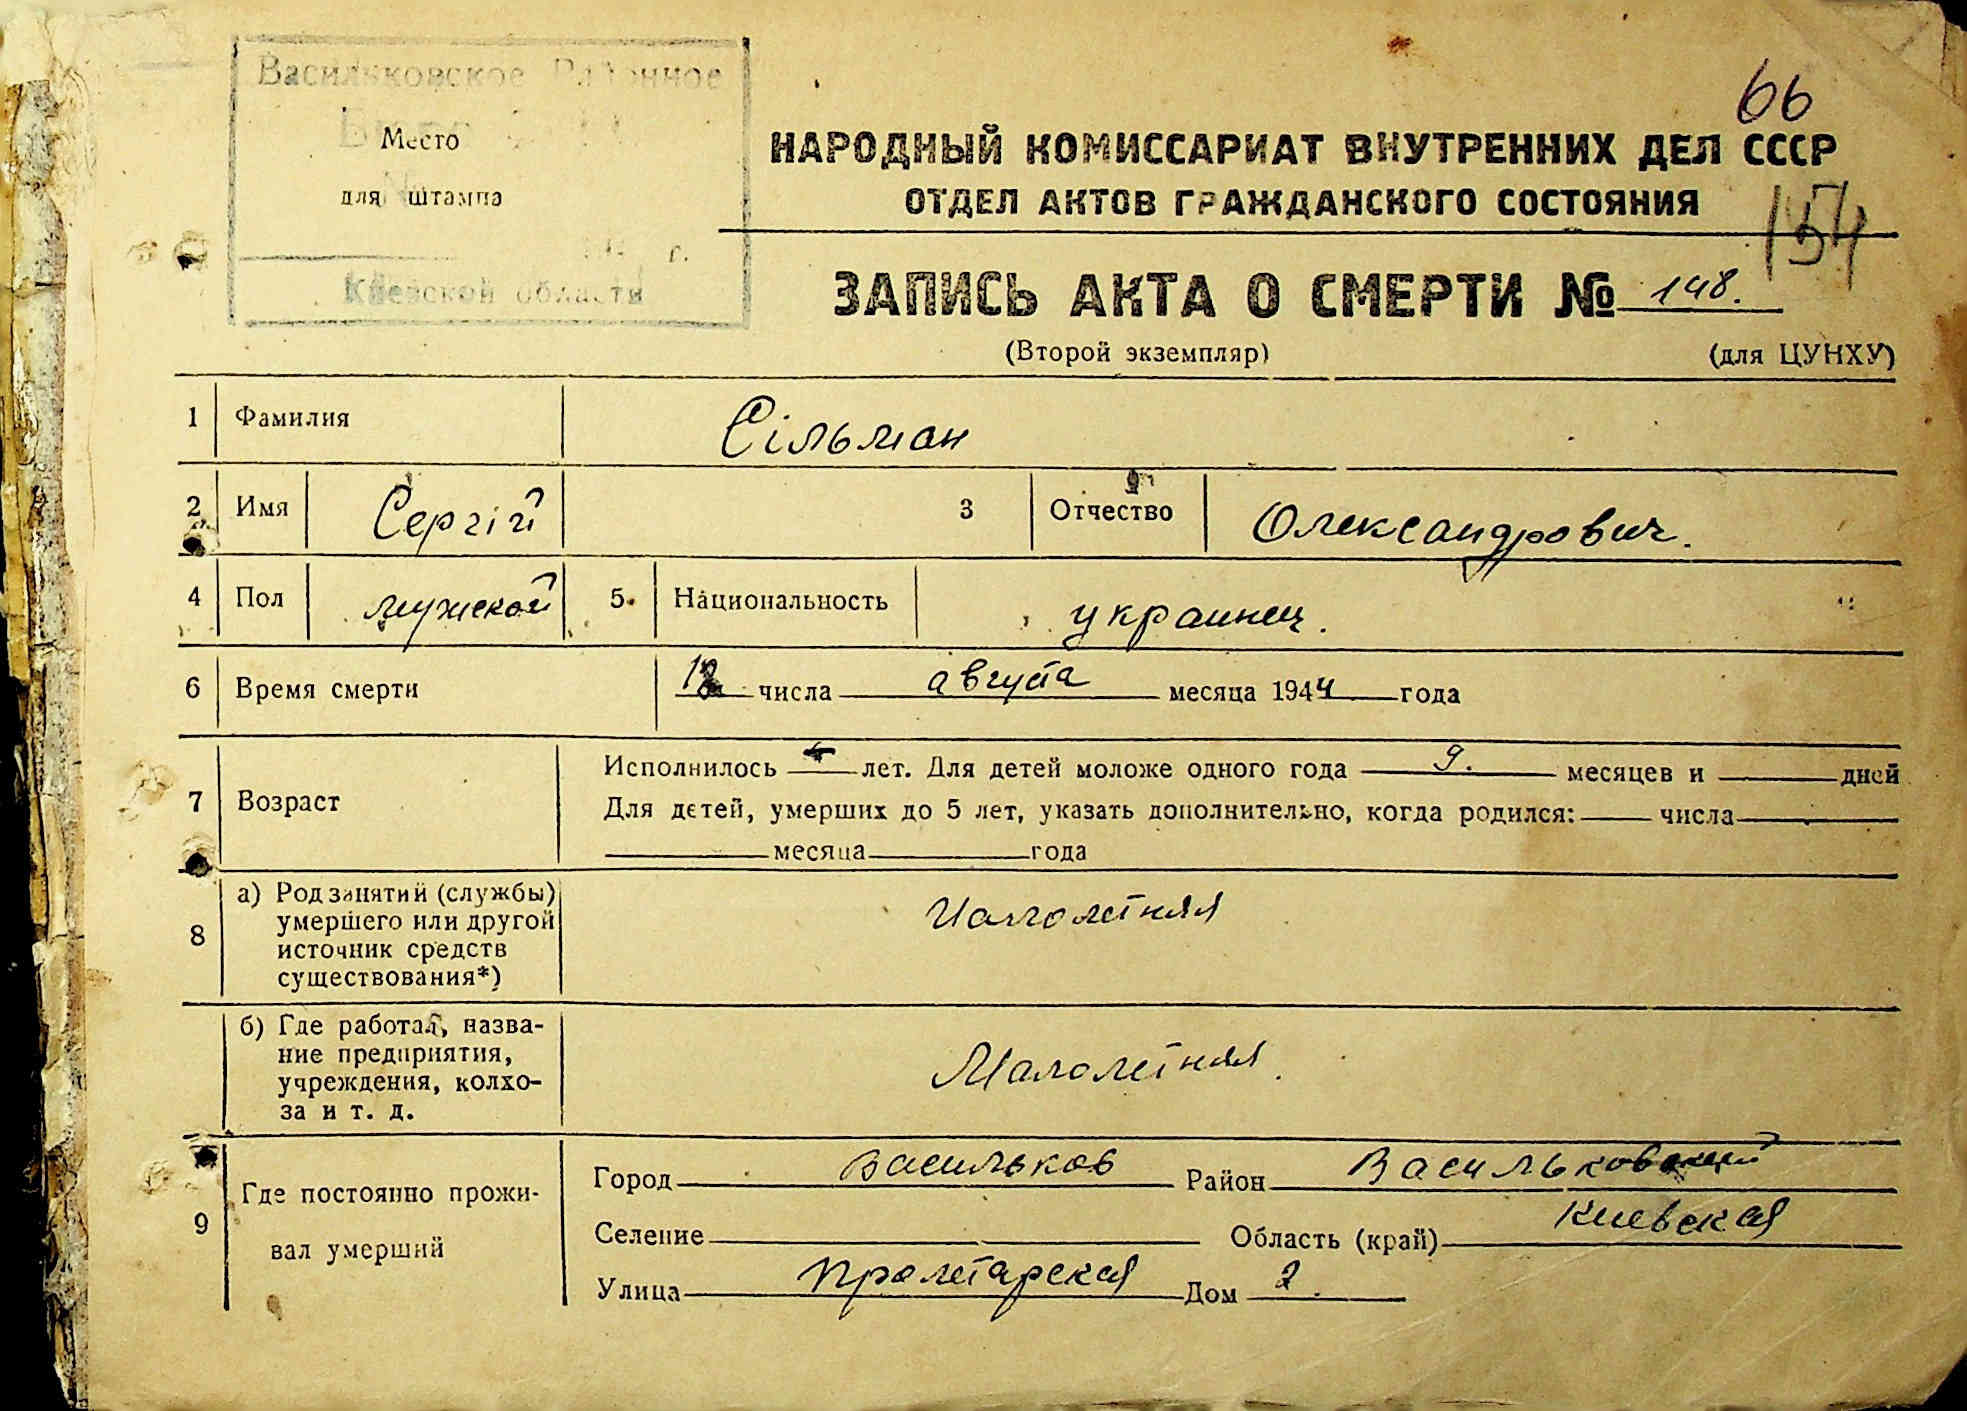 Васильковское Районное
Место
для штампа
г.
Киевской области
66
НАРОДНЫЙ КОМИССАРИАТ ВНУТРЕННИХ ДЕЛ СССР
ОТДЕЛ АКТОВ ГРАЖДАНСКОГО СОСТОЯНИЯ
154
ЗАПИСЬ АКТА О СМЕРТИ № 148.
(Второй экземпляр) (для ЦУНХУ)
1 Фамилия Сільман
2 Имя Сергій 3 Отчество Олександрович.
4 Пол мужской 5. Национальность украинец.
6 Время смерти числа августа месяца 1944 года
7 Возраст
Исполнилось лет. Для детей моложе одного года 9. месяцев и дней
Для детей, умерших до 5 лет, указать дополнительно, когда родился: числа
месяца года
8 а) Род занятий (службы) умершего или другой источник средств существования*) Малолетняя
б) Где работал, назва-
ние предприятия,
учреждения, колхо-
за и т. д.
Малолетняя.
9 Где постоянно прожи-
вал умерший
Город Васильков Район Васильковский
Селение Область (край) Киевская
Улица Пролетарская Дом 2.